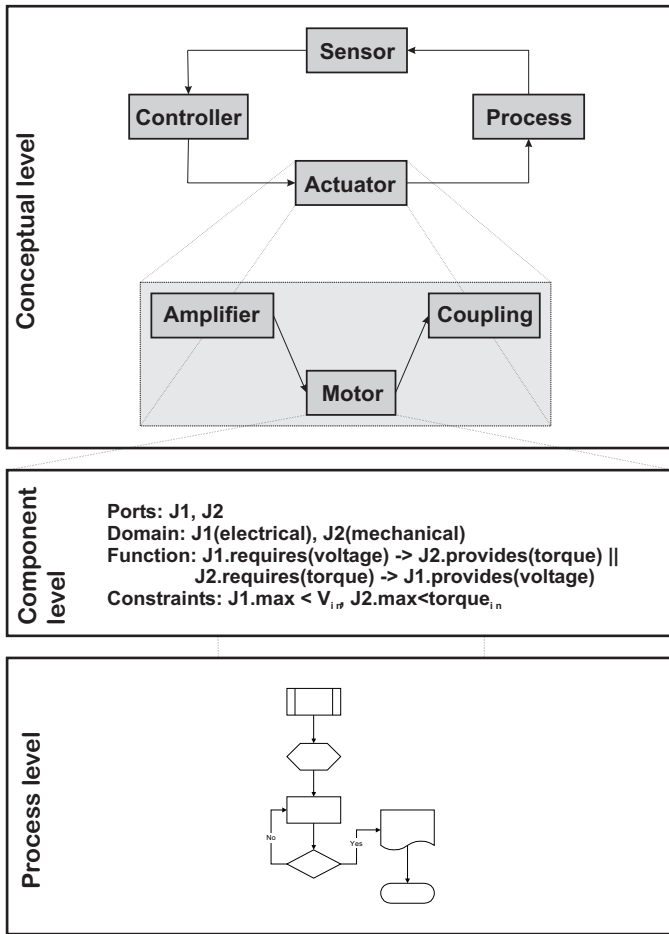 Conceptual level
Sensor
Controller
Process
Actuator
Amplifier
Coupling
Motor
Component
level
Ports: J1, J2
Domain: J1(electrical), J2(mechanical)
Function: J1.requires(voltage) -> J2.provides(torque) ||
J2.requires(torque) -> J1.provides(voltage)
Constraints: J1.max < Vin, J2.max<torquein
Process level
No
Yes